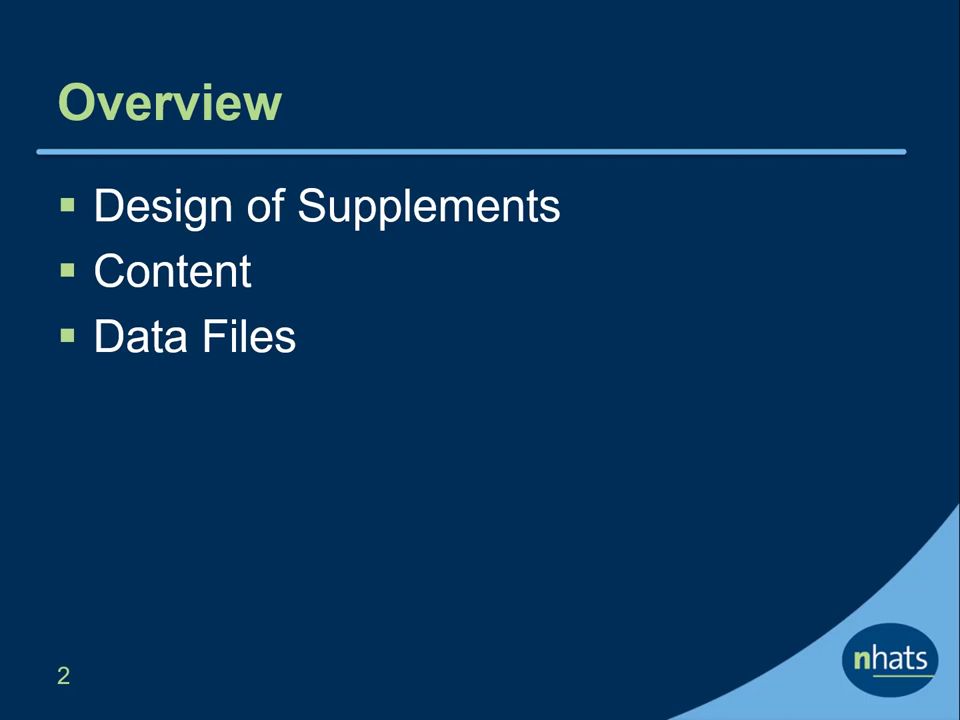 Overview
▪ Design of Supplements
▪ Content
▪ Data Files
2
nhats